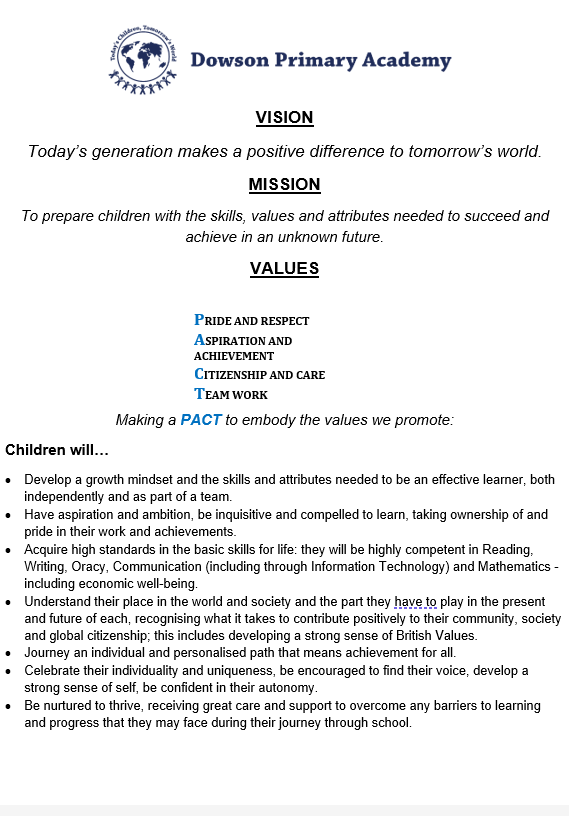 Today's Children, Tomorrow's World
Dowson Primary Academy
VISION
Today's generation makes a positive difference to tomorrow's world.
MISSION
To prepare children with the skills, values and attributes needed to succeed and
achieve in an unknown future.
VALUES
PRIDE AND RESPECT
ASPIRATION AND
ACHIEVEMENT
CITIZENSHIP AND CARE
TEAM WORK
Making a PACT to embody the values we promote:
Children will…
• Develop a growth mindset and the skills and attributes needed to be an effective learner, both
independently and as part of a team.
• Have aspiration and ambition, be inquisitive and compelled to learn, taking ownership of and
pride in their work and achievements.
• Acquire high standards in the basic skills for life: they will be highly competent in Reading,
Writing, Oracy, Communication (including through Information Technology) and Mathematics -
including economic well-being.
• Understand their place in the world and society and the part they have to play in the present
and future of each, recognising what it takes to contribute positively to their community, society
and global citizenship; this includes developing a strong sense of British Values.
• Journey an individual and personalised path that means achievement for all.
• Celebrate their individuality and uniqueness, be encouraged to find their voice, develop a
strong sense of self, be confident in their autonomy.
• Be nurtured to thrive, receiving great care and support to overcome any barriers to learning
and progress that they may face during their journey through school.